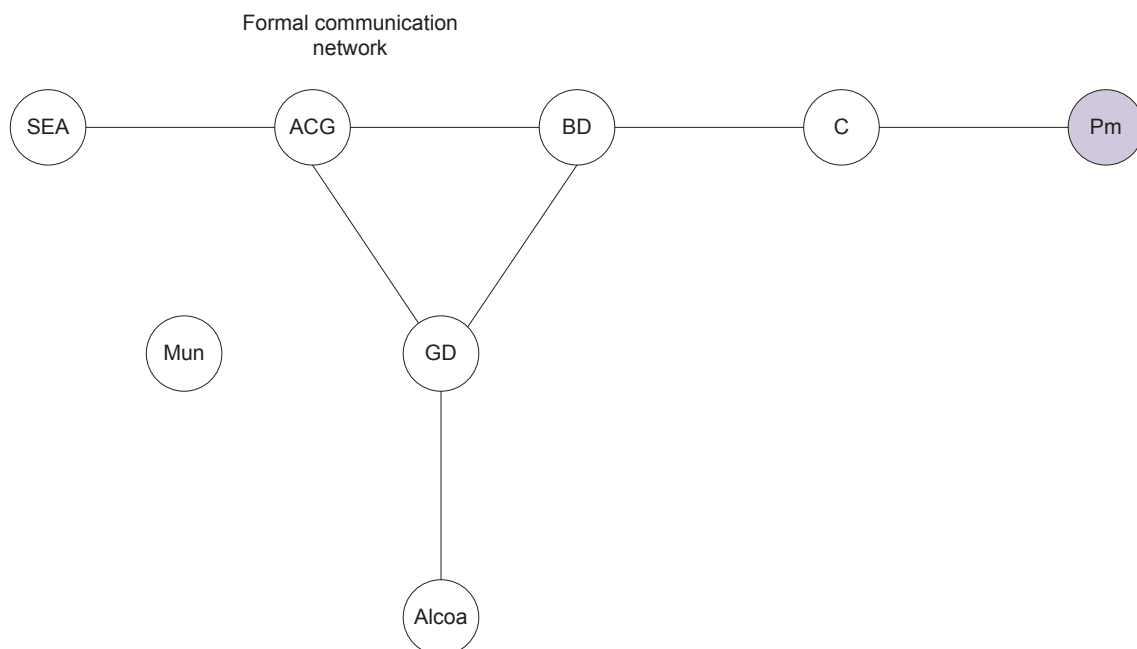 Formal communication
network
SEA
ACG
BD
C
Pm
Mun
GD
Alcoa